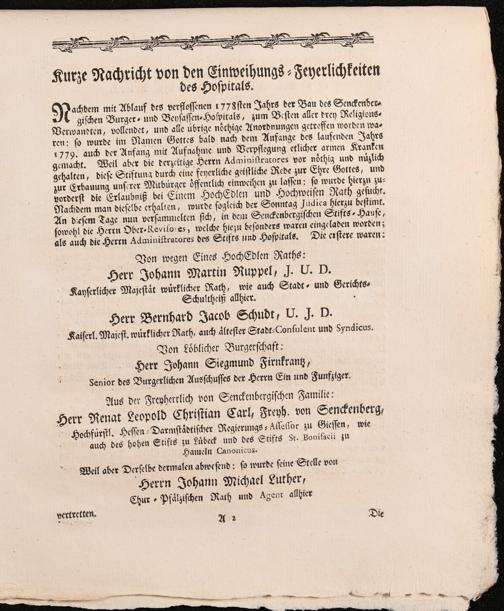 Kurze Nachricht von den Einweihungs-Feyerlichkeiten
des Hospitals.
Nachdem mit Ablauf des verflossenen 1778sten Jahrs der Bau des Senckenber-
gischen Burger- und Beysassen-Hospitals, zum Besten aller drey Religions-
Verwandten, vollendet, und alle übrige nöthige Anordnungen getroffen worden wa-
ren: so wurde im Namen Gottes bald nach dem Anfange des laufenden Jahrs
1779. auch der Anfang mit Aufnahme und Verpflegung etlicher armen Kranken
gemacht. Weil aber die derzeitige Herrn Administratores vor nöthig und nüzlich
gehalten, diese Stiftung durch eine feyerliche geistliche Rede zur Ehre Gottes, und
zur Erbauung unsrer Mitbürger öffentlich einweihen zu lassen: so wurde hierzu zu-
vorderst die Erlaubniß bei Einem HochEdlen und Hochweisen Rath gesucht.
Nachdem man dieselbe erhalten, wurde sogleich der Sonntag Judica hierzu bestimt.
An diesem Tage nun versammelten sich, in dem Senckenbergischen Stifts-Hause,
sowohl die Herrn Ober-Revisores, welche hiezu besonders waren eingeladen worden;
als auch die Herrn Administratores des Stifts und Hospitals. Die erstere waren:
Von wegen Eines HochEdlen Raths:
Herr Johann Martin Ruppel, J. U. D.
Kayserlicher Majestät würklicher Rath, wie auch Stadt- und Gerichts-
Schultheiß allhier.
Herr Bernhard Jacob Schudt, U. J. D.
Kaiserl. Majest. würklicher Rath, auch ältester Stadt-Consulent und Syndicus.
Von Löblicher Burgerschaft:
Herr Johann Siegmund Firnkrantz,
Senior des Burgerlichen Ausschusses der Herrn Ein und Funfziger.
Aus der Freyherrlich von Senckenbergischen Familie:
Herr Renat Leopold Christian Carl, Freyh. von Senckenberg,
Hochfürstl. Hessen-Darmstädtischer Regierungs-Assessor zu Giessen, wie
auch des hohen Stifts zu Lübeck und des Stifts St. Bonifacii zu
Hameln Canonicus.
Weil aber Derselbe dermalen abwesend: so wurde seine Stelle von
Herrn Johann Michael Luther,
Chur-Pfälzischen Rath und Agent allhier
vertretten.
A 2
Die